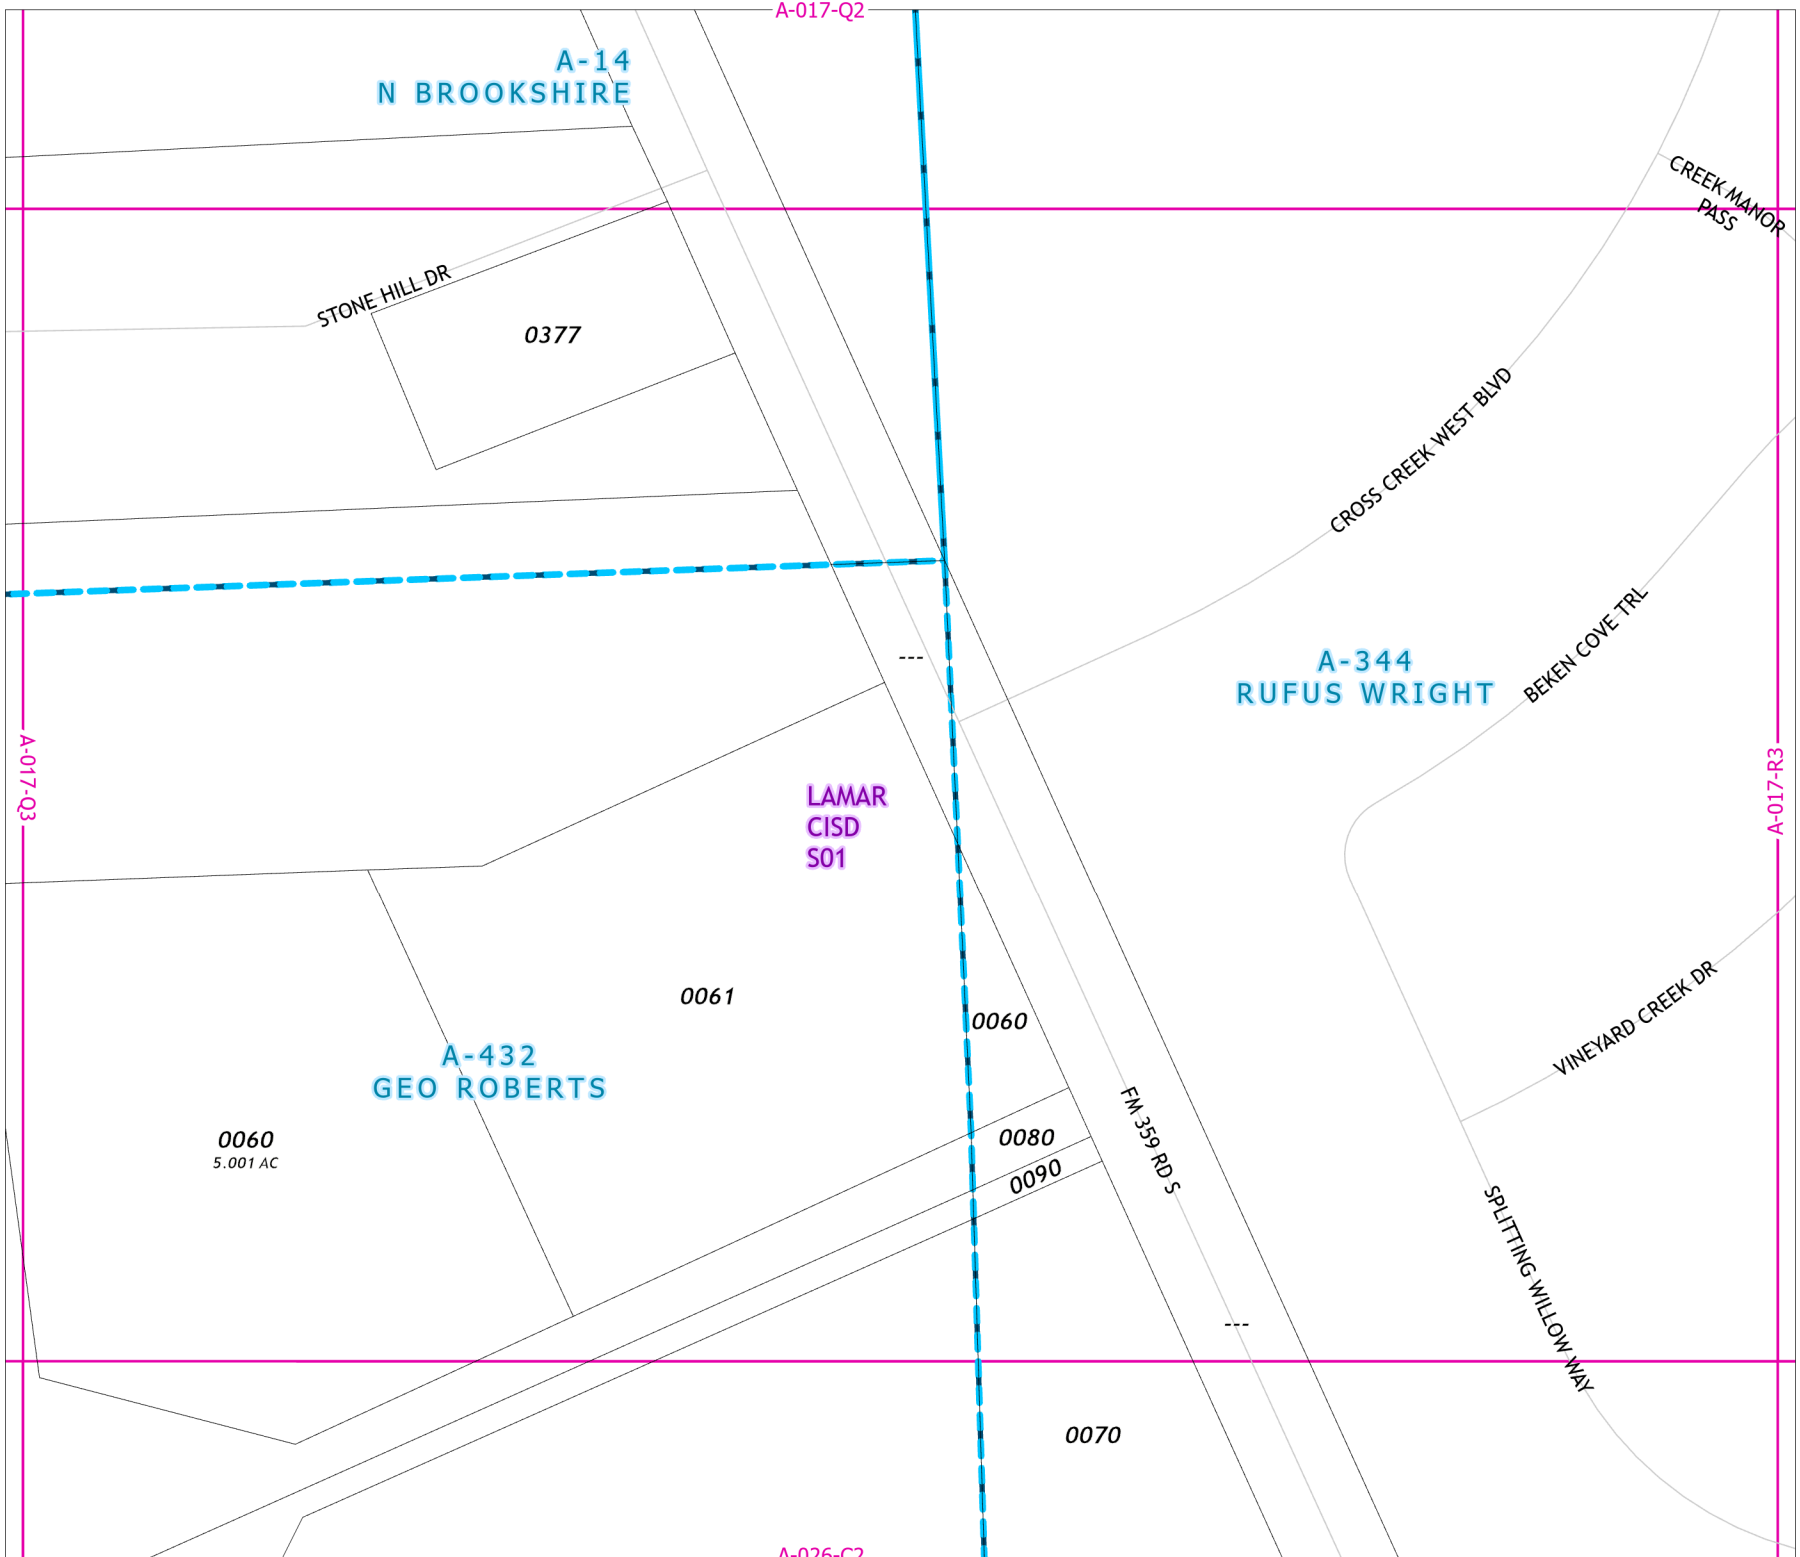 A-017-Q2
A-14
N BROOKSHIRE
CREEK MANOR
PASS
STONE HILL DR
0377
CROSS CREEK WEST BLVD
BEKEN COVE TRL
---
A-344
RUFUS WRIGHT
A-017-Q3
A-017-R3
LAMAR
CISD
S01
0061
0060
VINEYARD CREEK DR
A-432
GEO ROBERTS
0060
5.001 AC
0080
0090
FM 359 RD S
SPLITTING WILLOW WAY
---
0070
A-026-C2